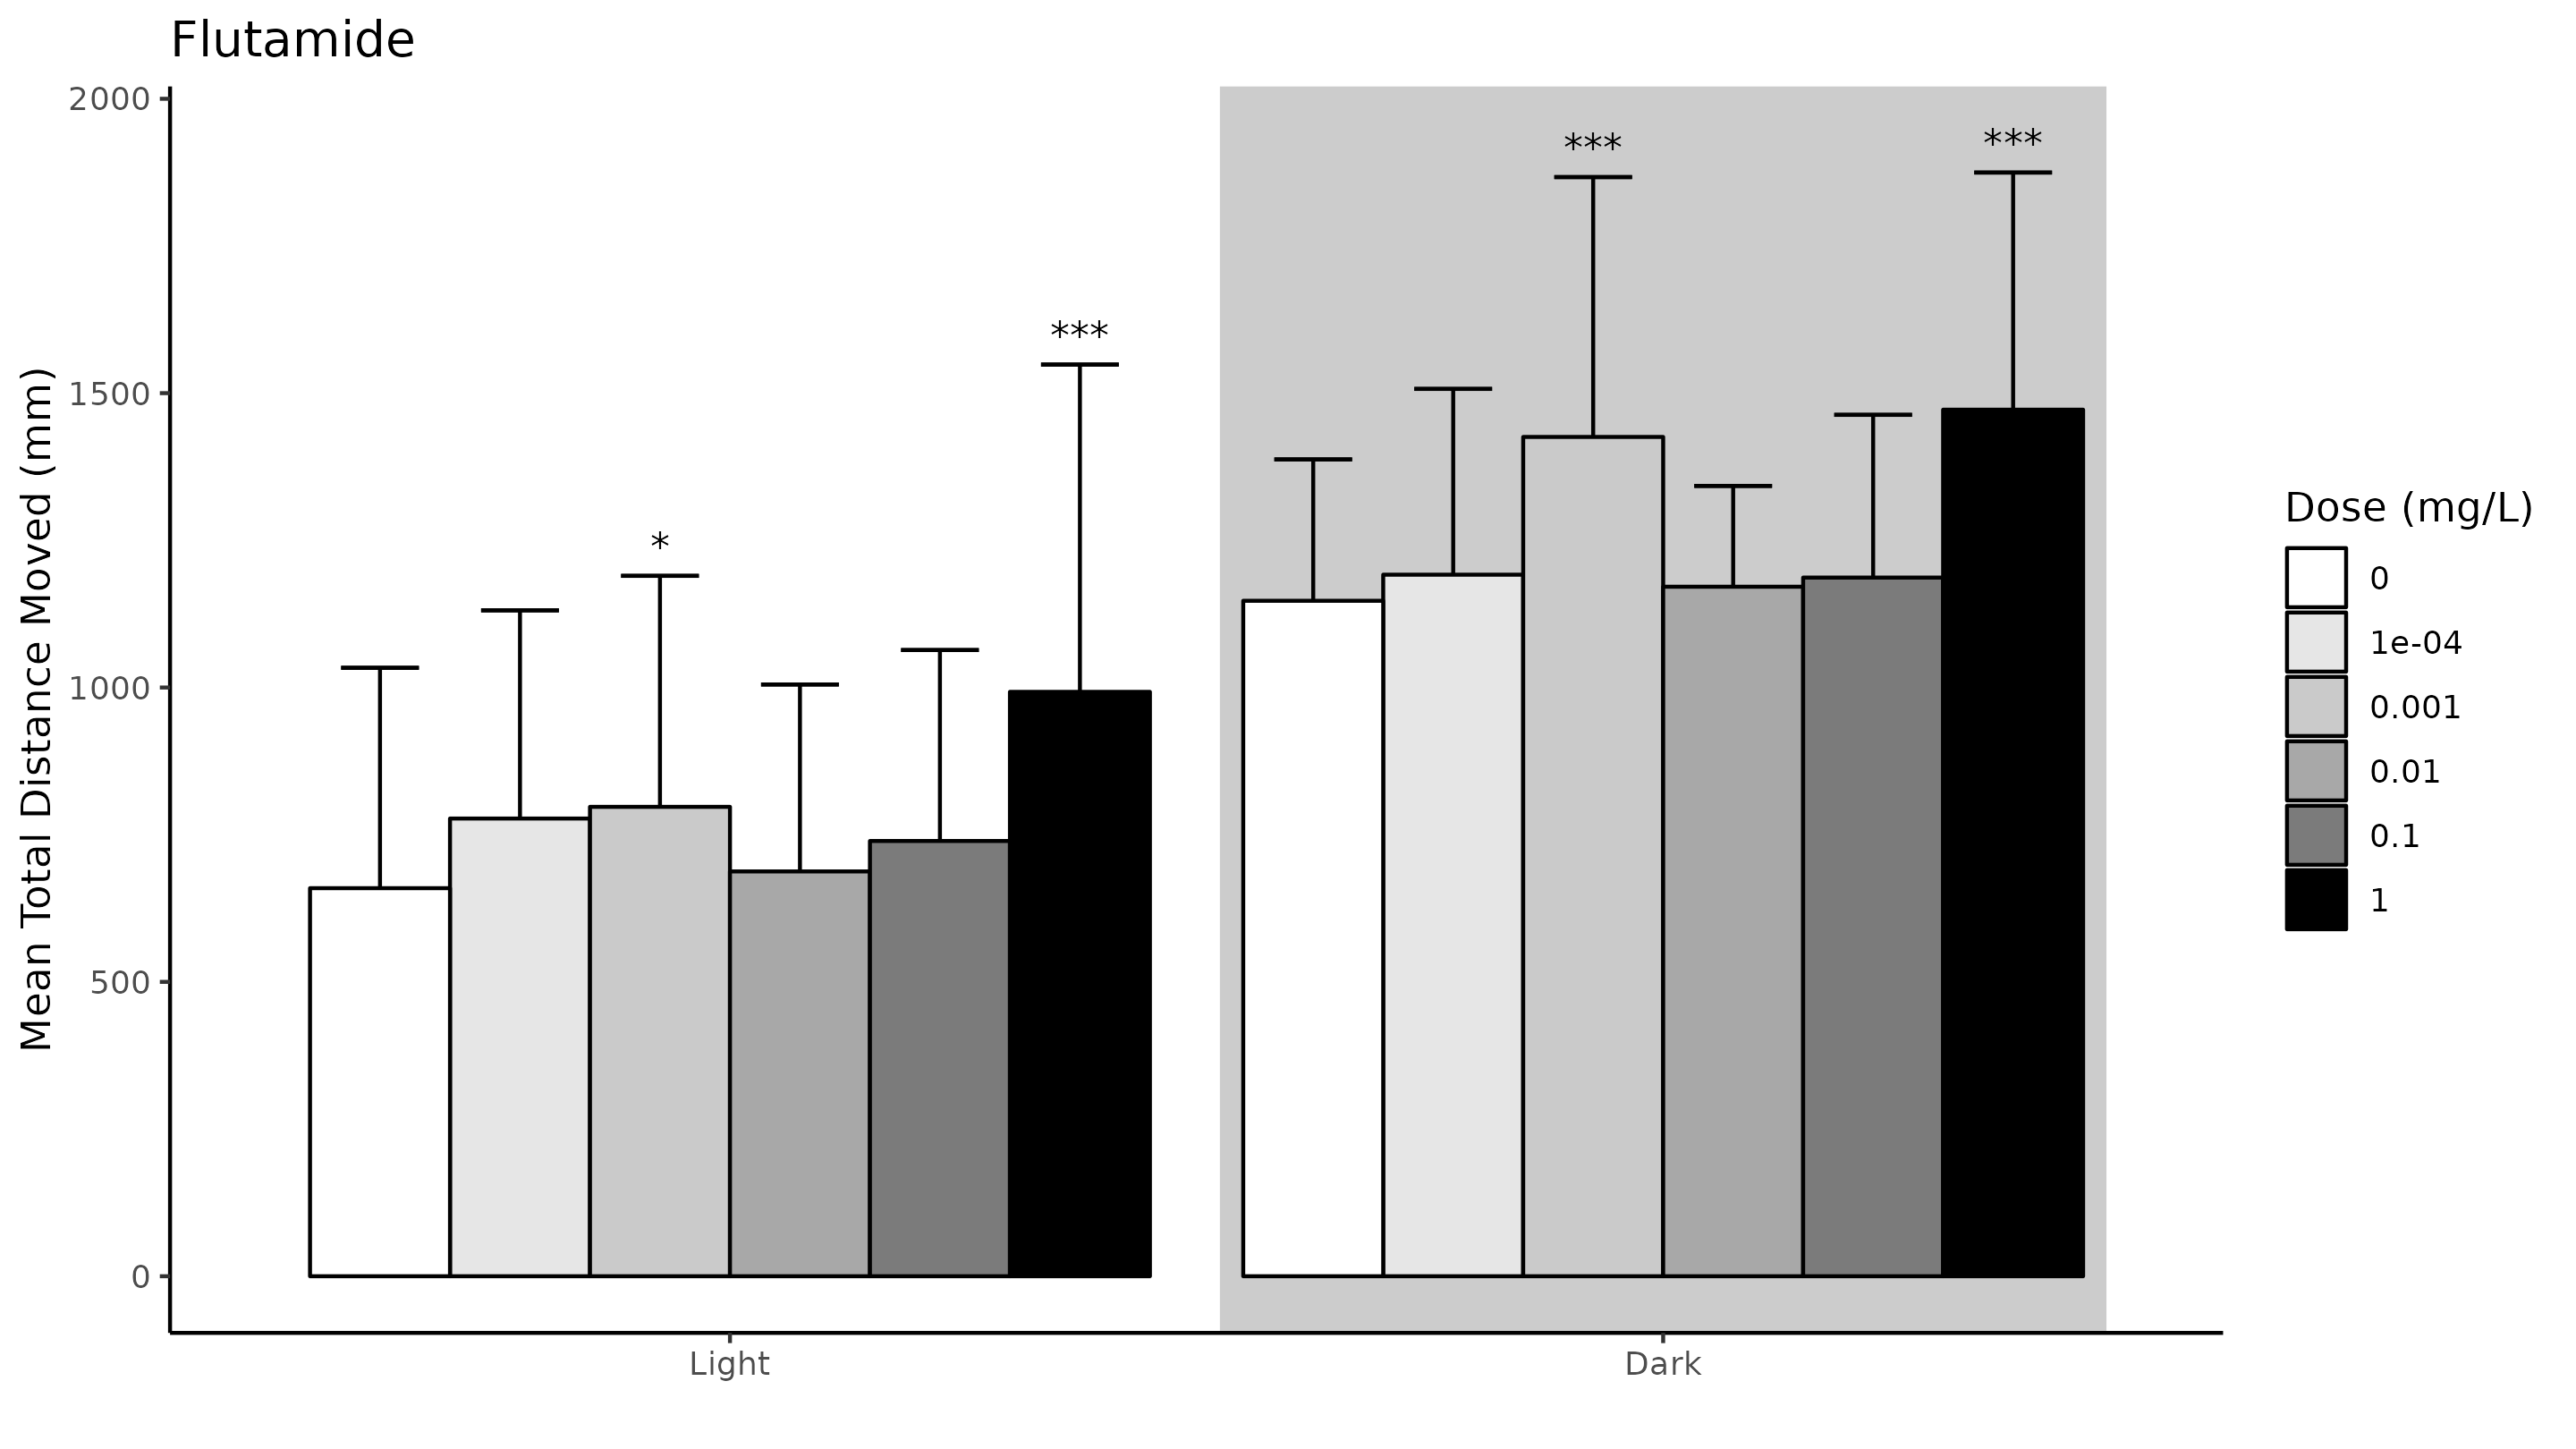 Flutamide
Mean Total Distance Moved (mm)
2000
1500
1000
500
0
*
***
***
***
Light
Dark
Dose (mg/L)
0
1e-04
0.001
0.01
0.1
1